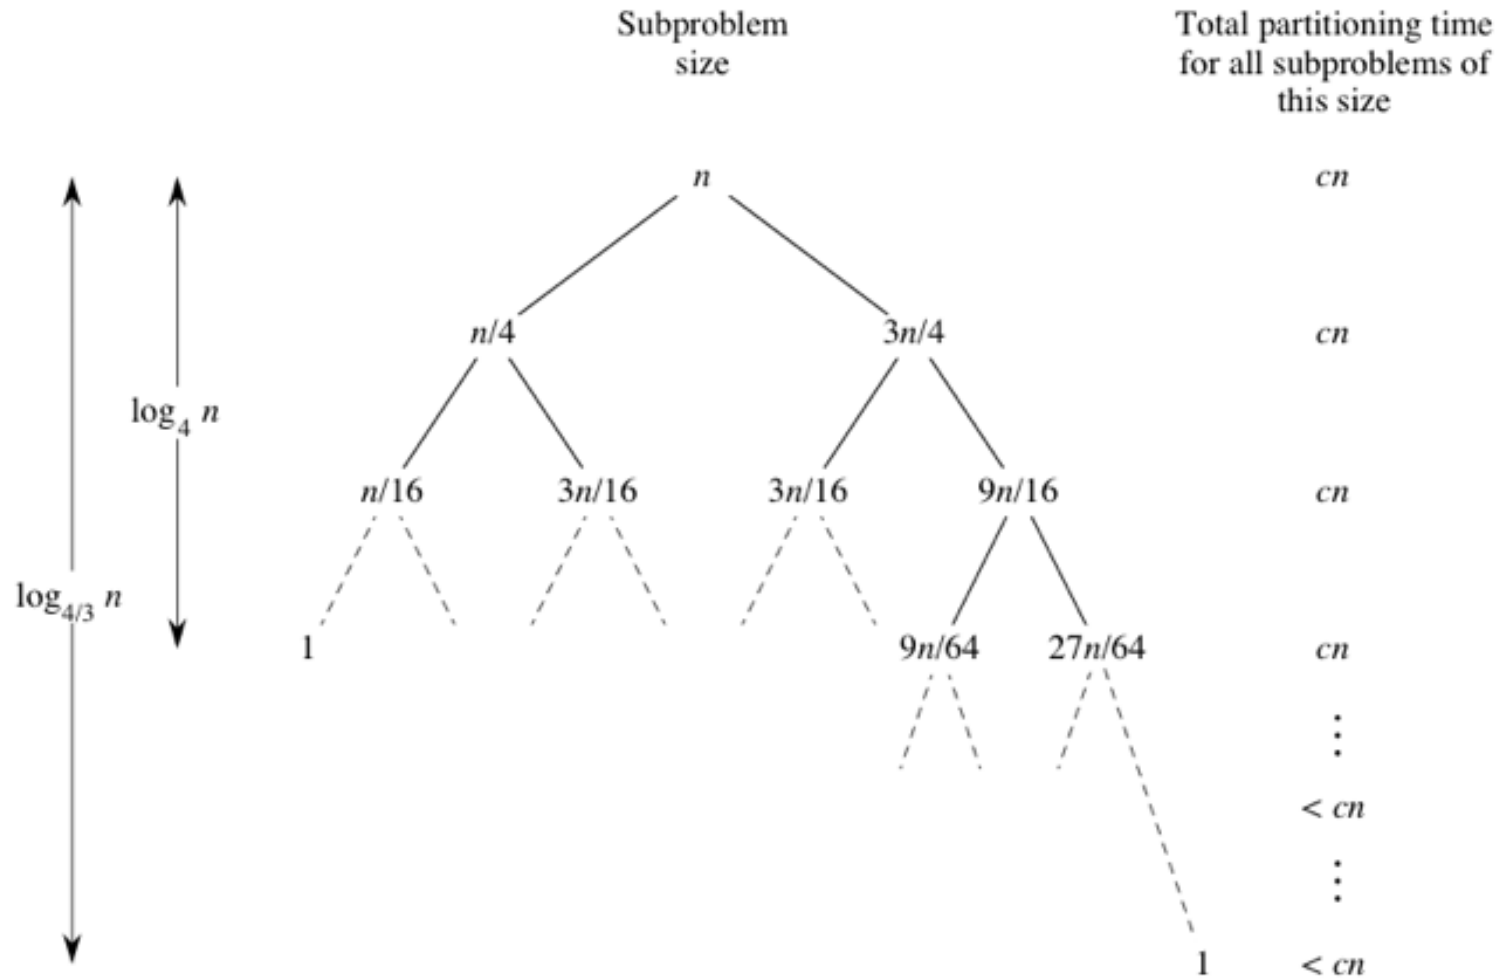 Subproblem
size
Total partitioning time
for all subproblems of
this size
n
cn
n/4
3n/4
cn
log₄ n
n/16
3n/16
3n/16
9n/16
cn
log₄/₃ n
1
9n/64
27n/64
cn
⋮
< cn
⋮
1
< cn